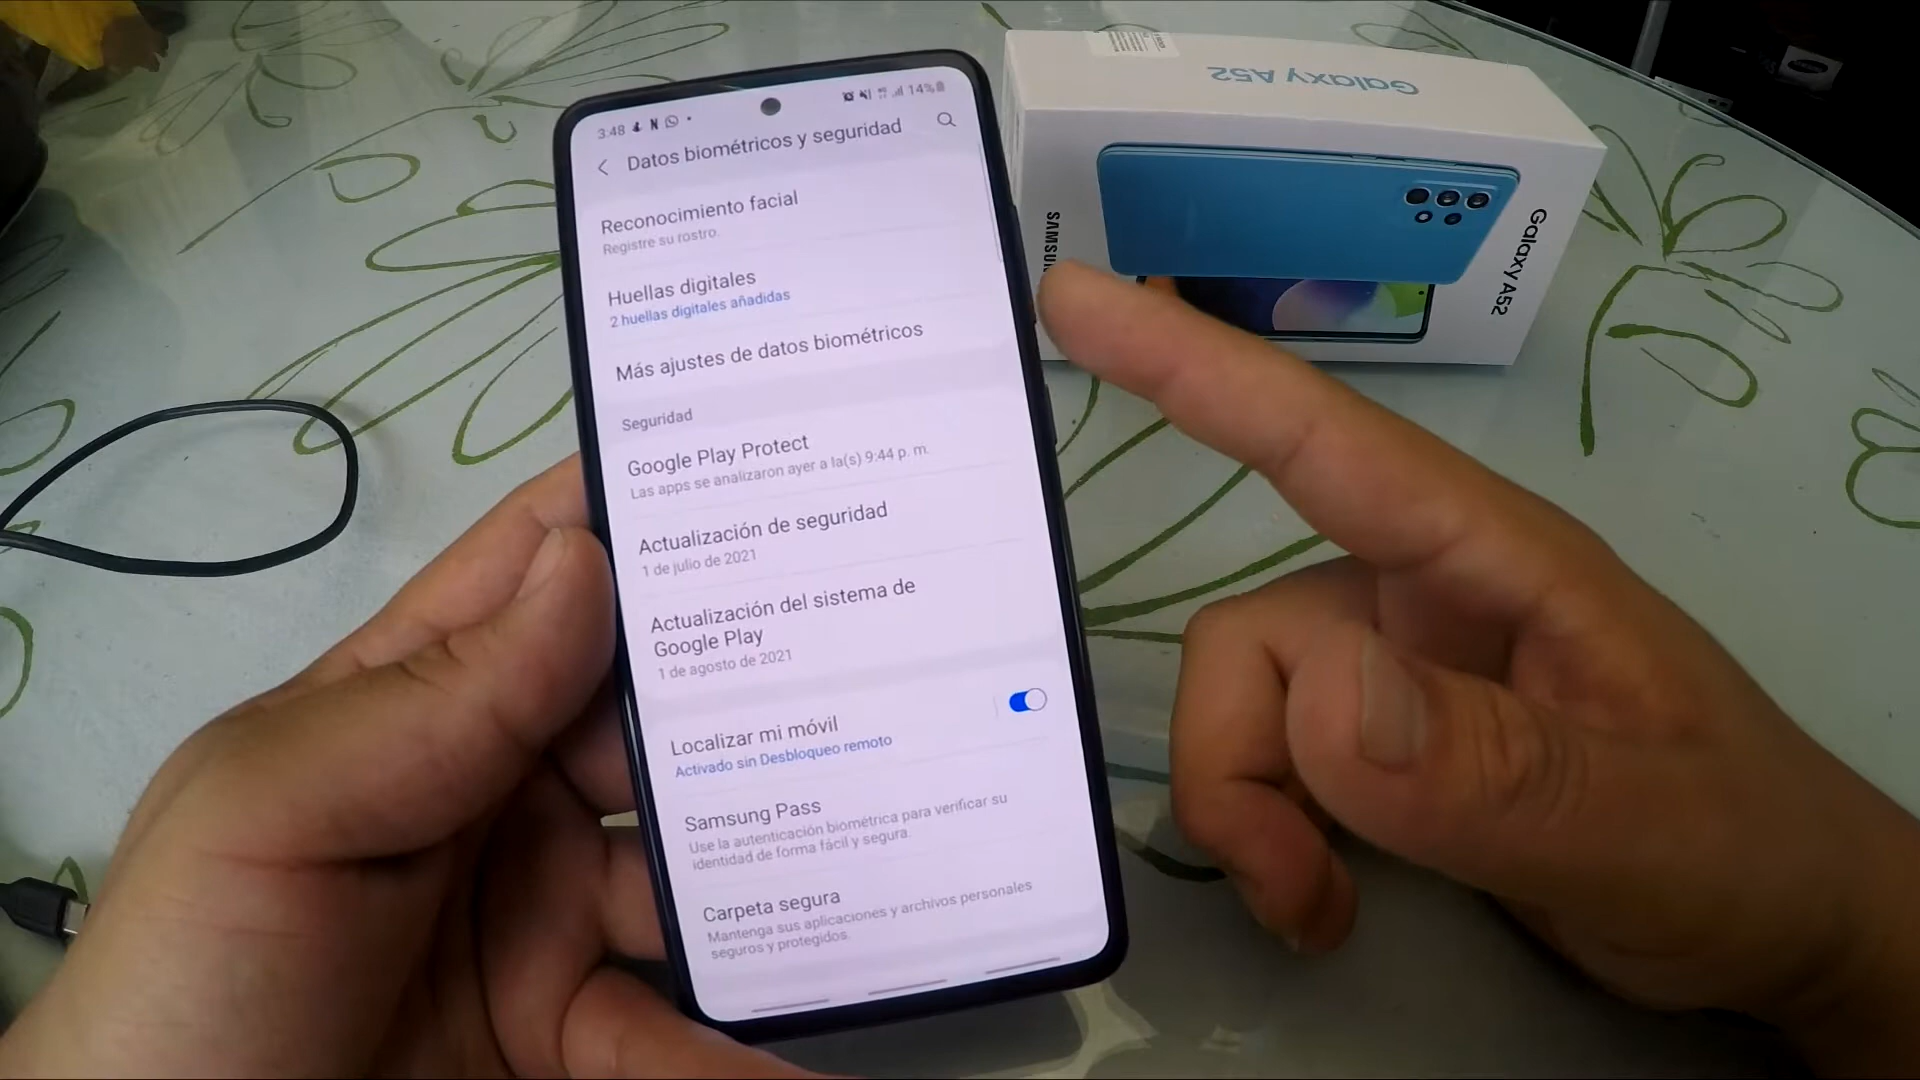 3:48
14%
Datos biométricos y seguridad
Reconocimiento facial
Registre su rostro.
Huellas digitales
2 huellas digitales añadidas
Más ajustes de datos biométricos
Seguridad
Google Play Protect
Las apps se analizaron ayer a la(s) 9:44 p. m.
Actualización de seguridad
1 de julio de 2021
Actualización del sistema de
Google Play
1 de agosto de 2021
Localizar mi móvil
Activado sin Desbloqueo remoto
Samsung Pass
Use la autenticación biométrica para verificar su
identidad de forma fácil y segura.
Carpeta segura
Mantenga sus aplicaciones y archivos personales
seguros y protegidos.
Galaxy A52
Galaxy A52